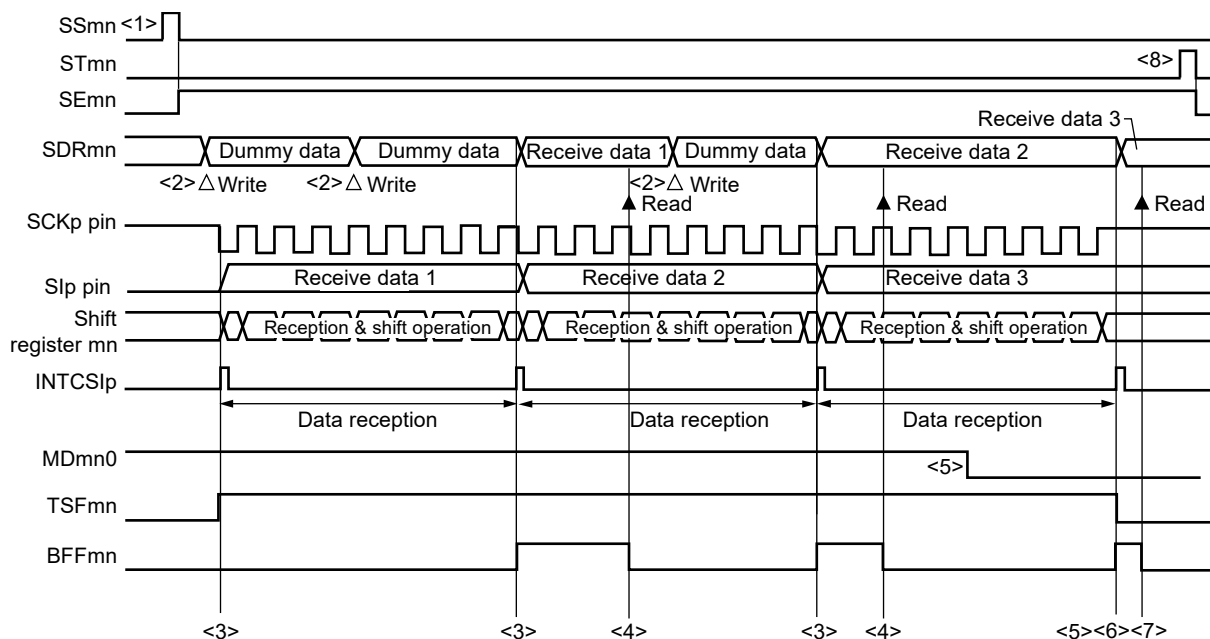 SSmn <1>
STmn <8>
SEmn
Receive data 3
SDRmn Dummy data Dummy data Receive data 1 Dummy data Receive data 2
<2> △ Write <2> △ Write <2> △ Write
▲ Read ▲ Read ▲ Read
SCKp pin
SIp pin Receive data 1 Receive data 2 Receive data 3
Shift
register mn Reception & shift operation Reception & shift operation Reception & shift operation
INTCSIp
Data reception Data reception Data reception
MDmn0 <5>
TSFmn
BFFmn
<3> <3> <4> <3> <4> <5> <6> <7>